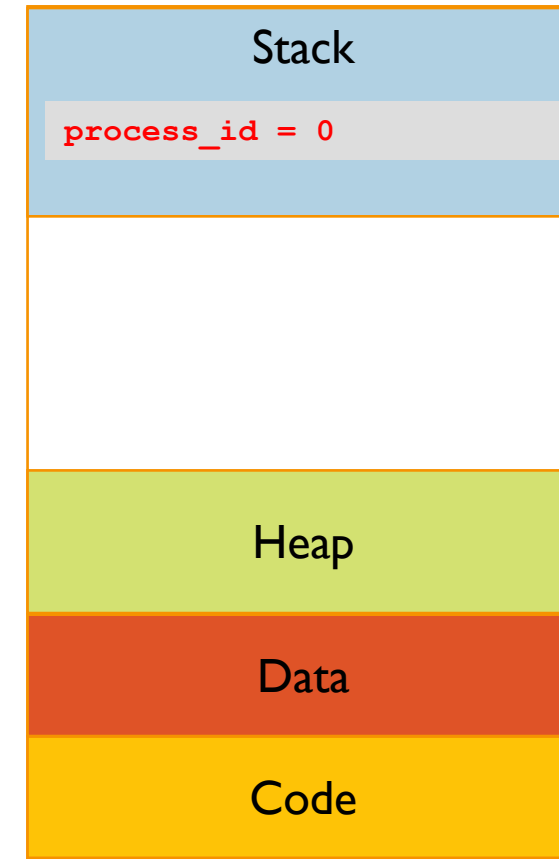 Stack
process_id = 0
Heap
Data
Code